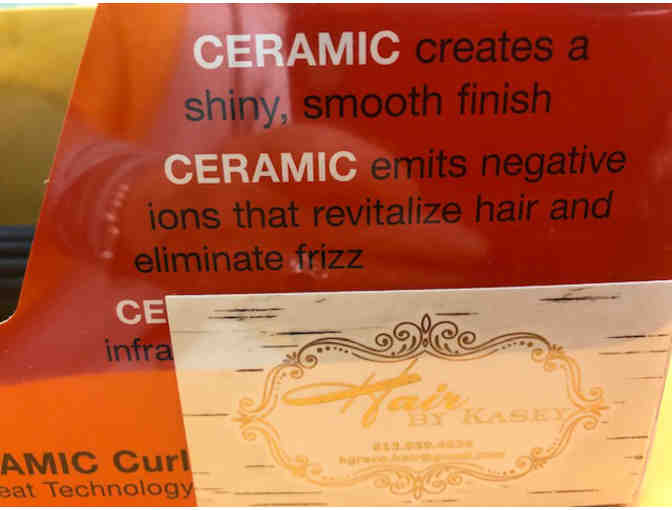 CERAMIC creates a
shiny, smooth finish
CERAMIC emits negative
ions that revitalize hair and
eliminate frizz
CE
infra
Hair
BY KASEY
AMIC Curl
eat Technology